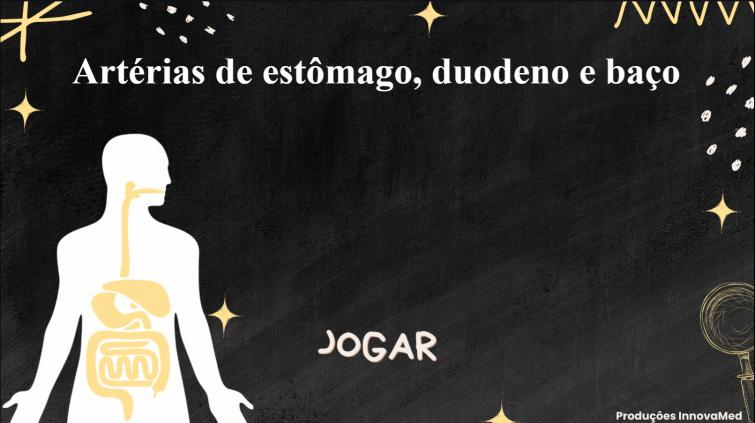 Artérias de estômago, duodeno e baço
JOGAR
Produções InnovaMed